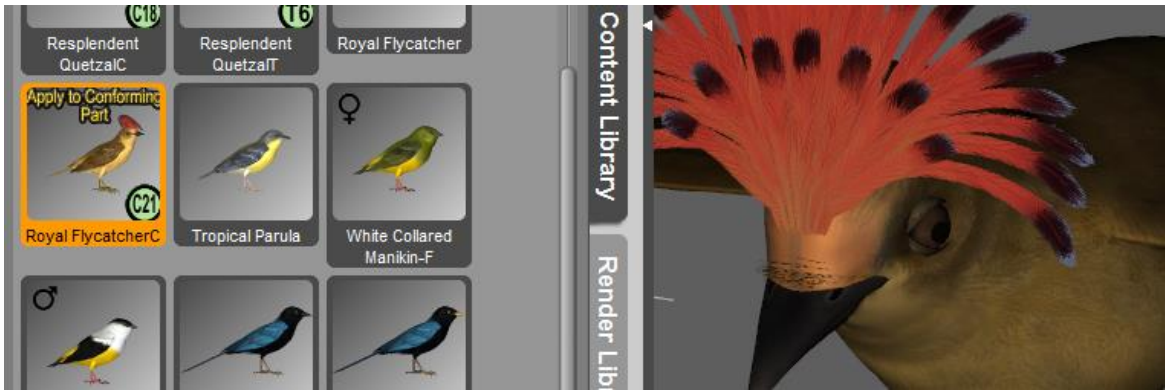 C18
T6
Resplendent
QuetzalC
Resplendent
QuetzalT
Royal Flycatcher
Apply to Conforming
Part
C21
Royal FlycatcherC
Tropical Parula
♀
White Collared
Manikin-F
♂
Content Library
Render Libr